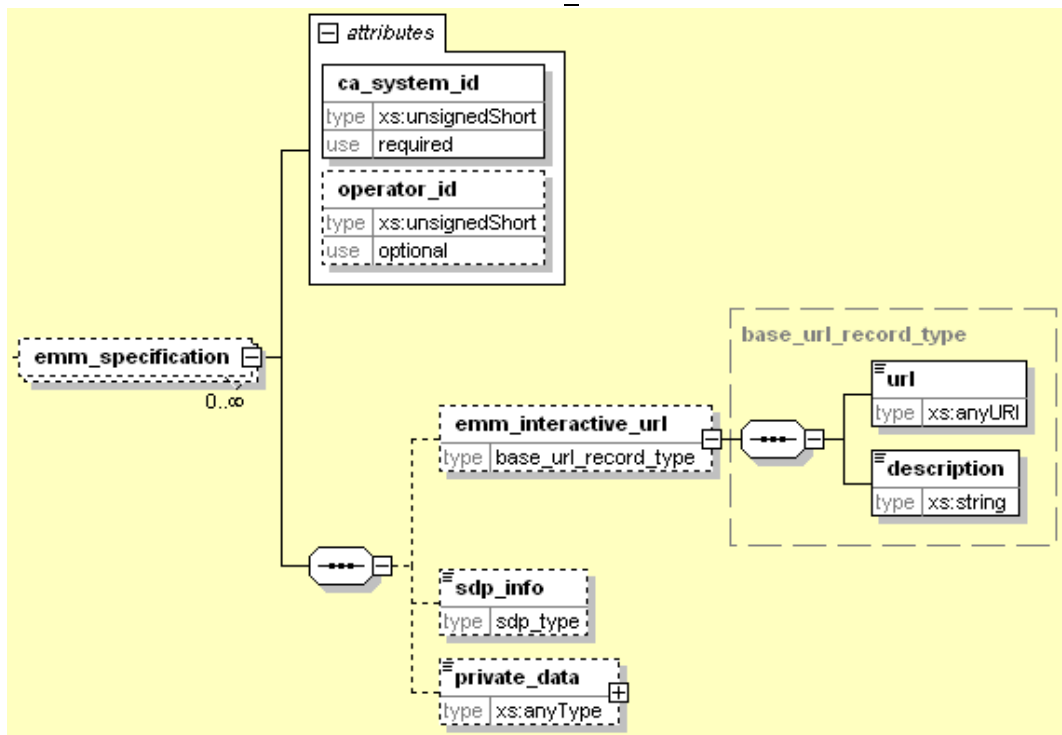 attributes
ca_system_id
type xs:unsignedShort
use required
operator_id
type xs:unsignedShort
use optional
emm_specification
0..∞
base_url_record_type
url
type xs:anyURI
description
type xs:string
emm_interactive_url
type base_url_record_type
sdp_info
type sdp_type
private_data
type xs:anyType